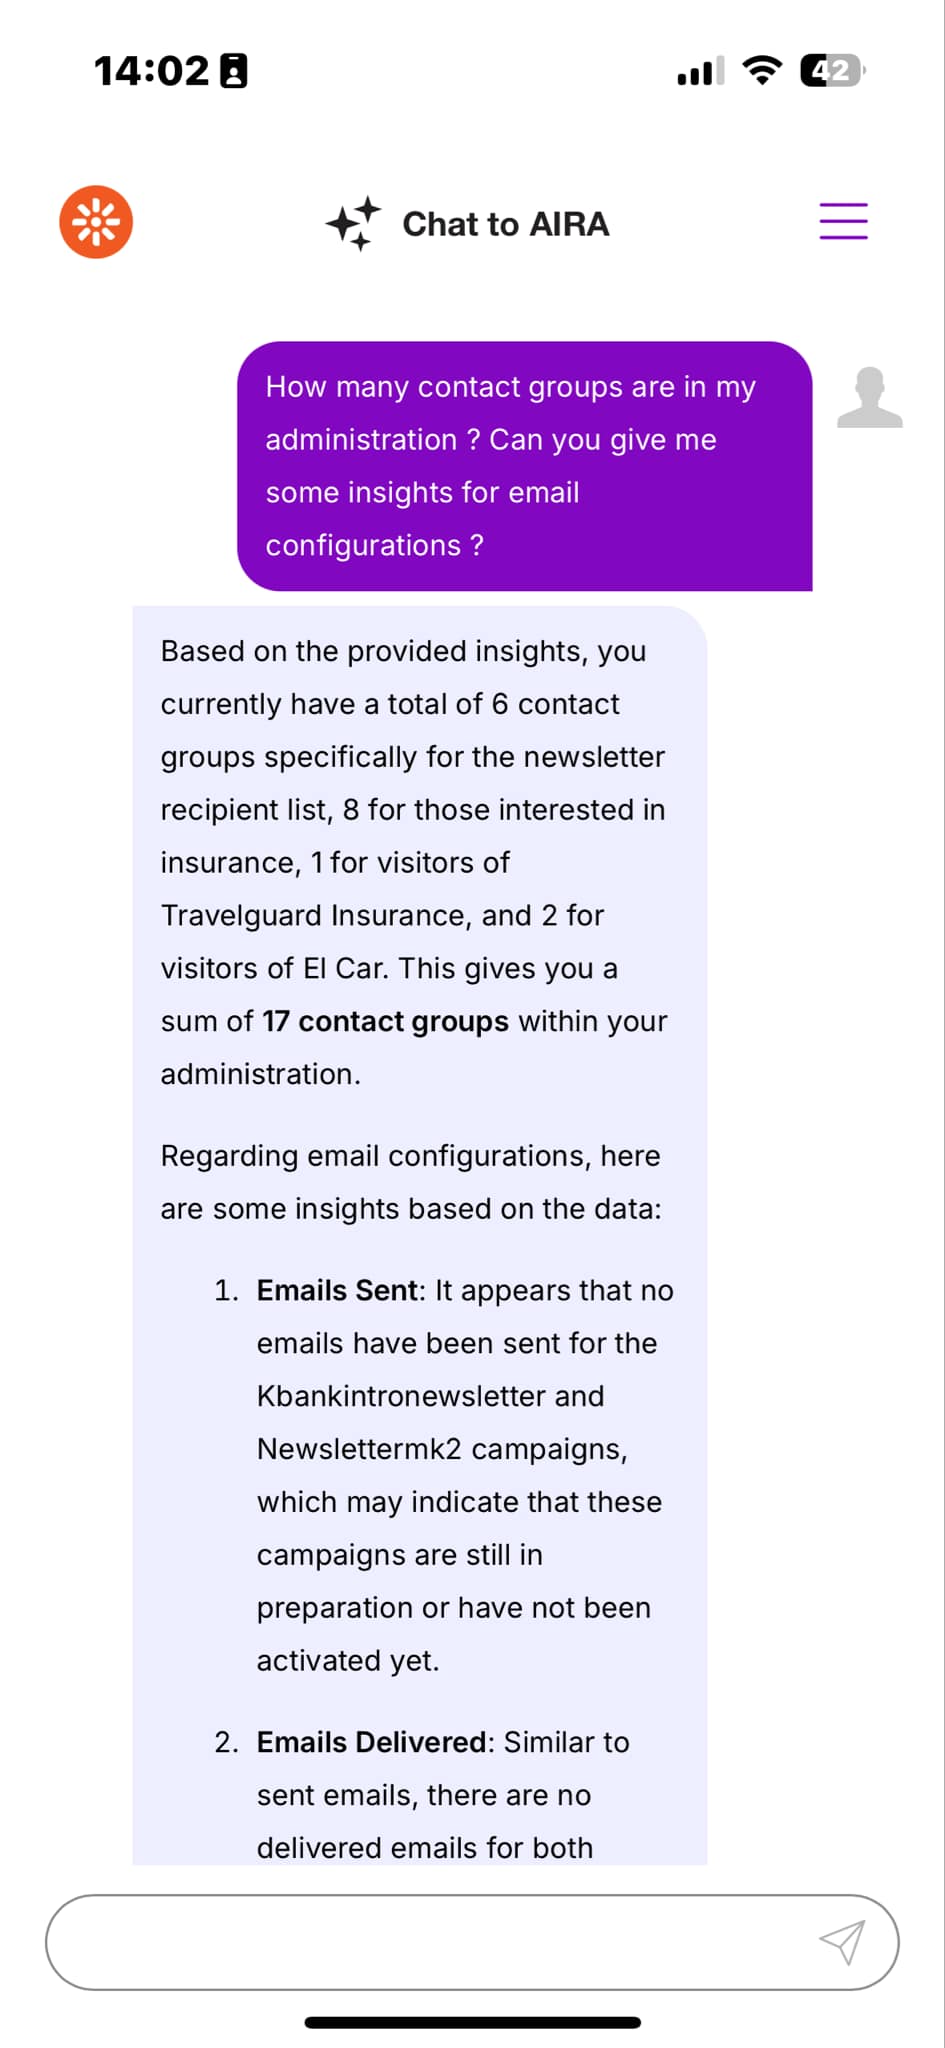 14:02
42
Chat to AIRA
How many contact groups are in my
administration ? Can you give me
some insights for email
configurations ?
Based on the provided insights, you
currently have a total of 6 contact
groups specifically for the newsletter
recipient list, 8 for those interested in
insurance, 1 for visitors of
Travelguard Insurance, and 2 for
visitors of El Car. This gives you a
sum of 17 contact groups within your
administration.
Regarding email configurations, here
are some insights based on the data:
1. Emails Sent: It appears that no
emails have been sent for the
Kbankintronewsletter and
Newslettermk2 campaigns,
which may indicate that these
campaigns are still in
preparation or have not been
activated yet.
2. Emails Delivered: Similar to
sent emails, there are no
delivered emails for both